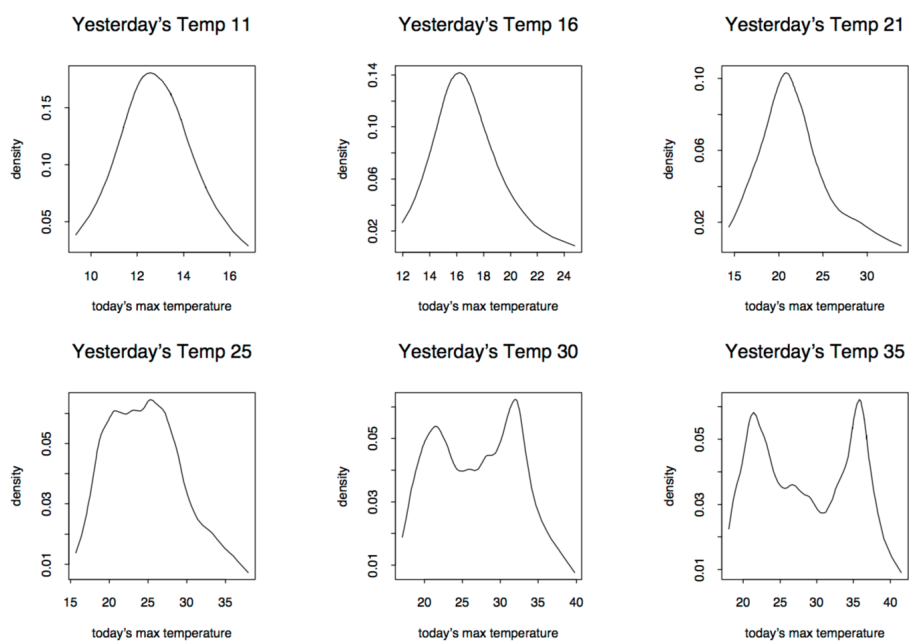 Yesterday's Temp 11
Yesterday's Temp 16
Yesterday's Temp 21
density
0.05 0.10 0.15
10 12 14 16
today's max temperature
density
0.02 0.06 0.10 0.14
12 14 16 18 20 22 24
today's max temperature
density
0.02 0.06 0.10
15 20 25 30
today's max temperature
Yesterday's Temp 25
Yesterday's Temp 30
Yesterday's Temp 35
density
0.01 0.03 0.05
15 20 25 30 35
today's max temperature
density
0.01 0.03 0.05
20 25 30 35 40
today's max temperature
density
0.01 0.03 0.05
20 25 30 35 40
today's max temperature